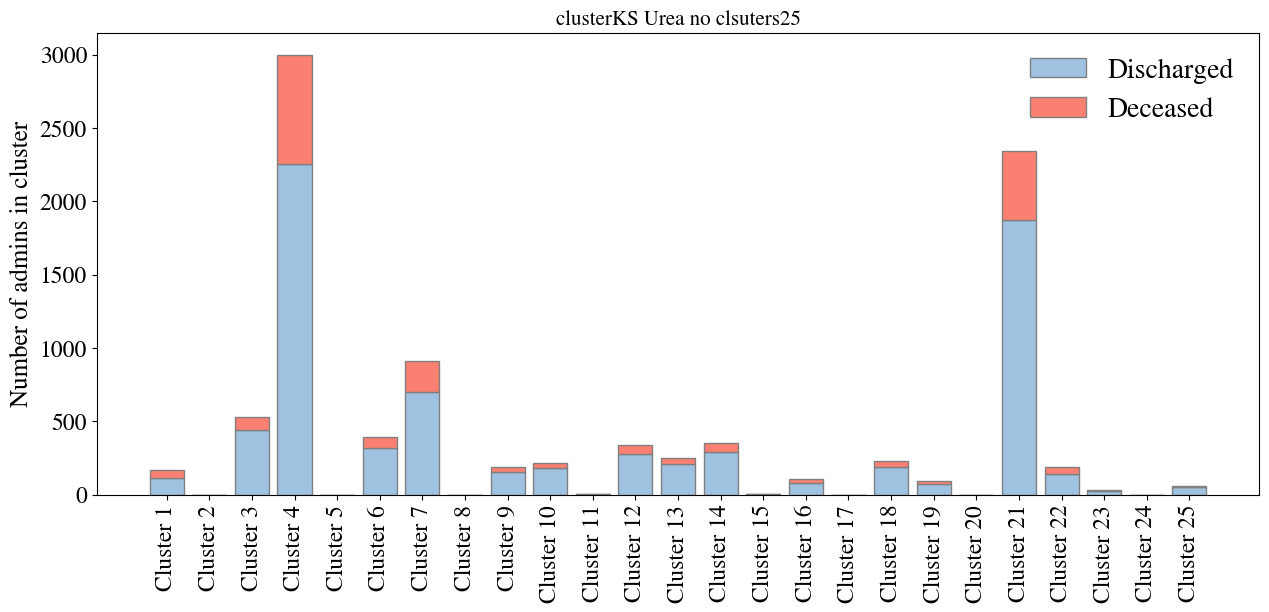 clusterKS Urea no clsuters25
Number of admins in cluster
3000
2500
2000
1500
1000
500
0
Discharged
Deceased
Cluster 1
Cluster 2
Cluster 3
Cluster 4
Cluster 5
Cluster 6
Cluster 7
Cluster 8
Cluster 9
Cluster 10
Cluster 11
Cluster 12
Cluster 13
Cluster 14
Cluster 15
Cluster 16
Cluster 17
Cluster 18
Cluster 19
Cluster 20
Cluster 21
Cluster 22
Cluster 23
Cluster 24
Cluster 25